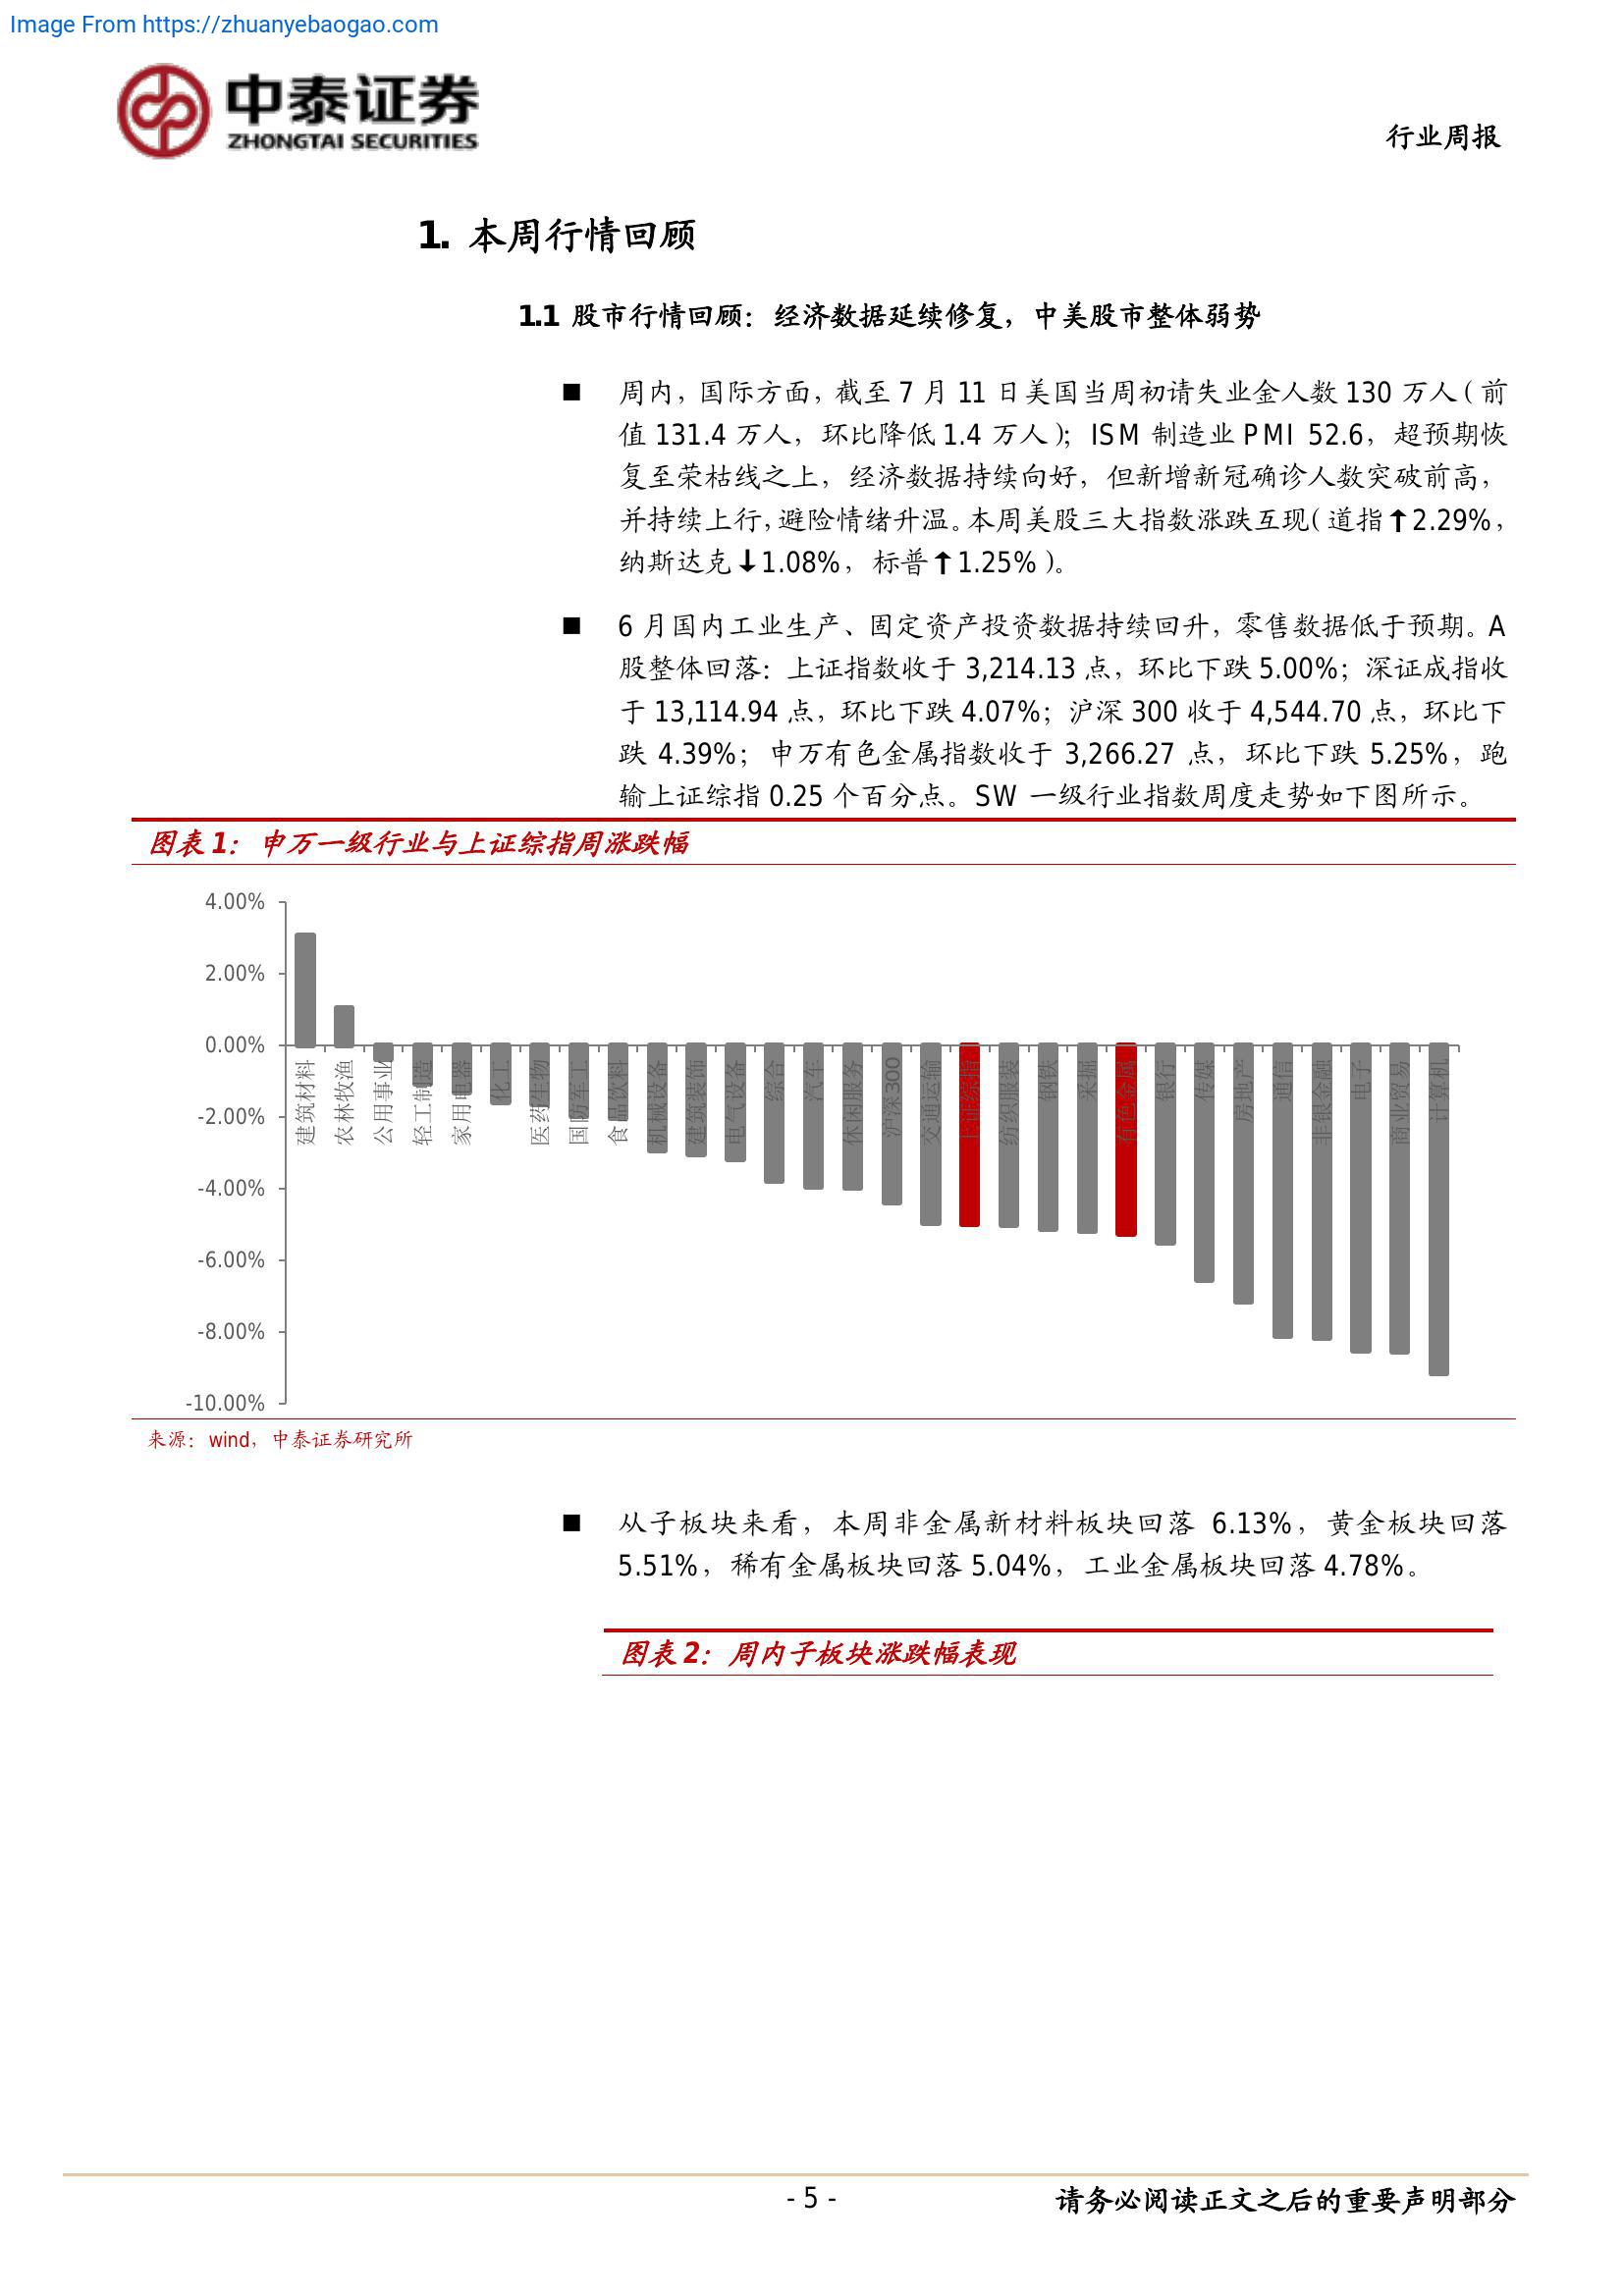 Image From https://zhuanyebaogao.com
中泰证券
ZHONGTAI SECURITIES
行业周报
1. 本周行情回顾
1.1 股市行情回顾：经济数据延续修复，中美股市整体弱势
■ 周内，国际方面，截至 7 月 11 日美国当周初请失业金人数 130 万人（前
值 131.4 万人，环比降低 1.4 万人）；ISM 制造业 PMI 52.6，超预期恢
复至荣枯线之上，经济数据持续向好，但新增新冠确诊人数突破前高，
并持续上行，避险情绪升温。本周美股三大指数涨跌互现（道指↑2.29%，
纳斯达克↓1.08%，标普↑1.25%）。
■ 6 月国内工业生产、固定资产投资数据持续回升，零售数据低于预期。A
股整体回落：上证指数收于 3,214.13 点，环比下跌 5.00%；深证成指收
于 13,114.94 点，环比下跌 4.07%；沪深 300 收于 4,544.70 点，环比下
跌 4.39%；申万有色金属指数收于 3,266.27 点，环比下跌 5.25%，跑
输上证综指 0.25 个百分点。SW 一级行业指数周度走势如下图所示。
图表 1：申万一级行业与上证综指周涨跌幅
4.00%
2.00%
0.00%
-2.00%
-4.00%
-6.00%
-8.00%
-10.00%
建筑材料
农林牧渔
公用事业
轻工制造
家用电器
化工
医药生物
国防军工
食品饮料
机械设备
建筑装饰
电气设备
综合
汽车
休闲服务
沪深300
交通运输
上证综指
纺织服装
钢铁
采掘
有色金属
银行
传媒
房地产
通信
非银金融
电子
商业贸易
计算机
来源：wind，中泰证券研究所
■ 从子板块来看，本周非金属新材料板块回落 6.13%，黄金板块回落
5.51%，稀有金属板块回落 5.04%，工业金属板块回落 4.78%。
图表 2：周内子板块涨跌幅表现
- 5 -
请务必阅读正文之后的重要声明部分